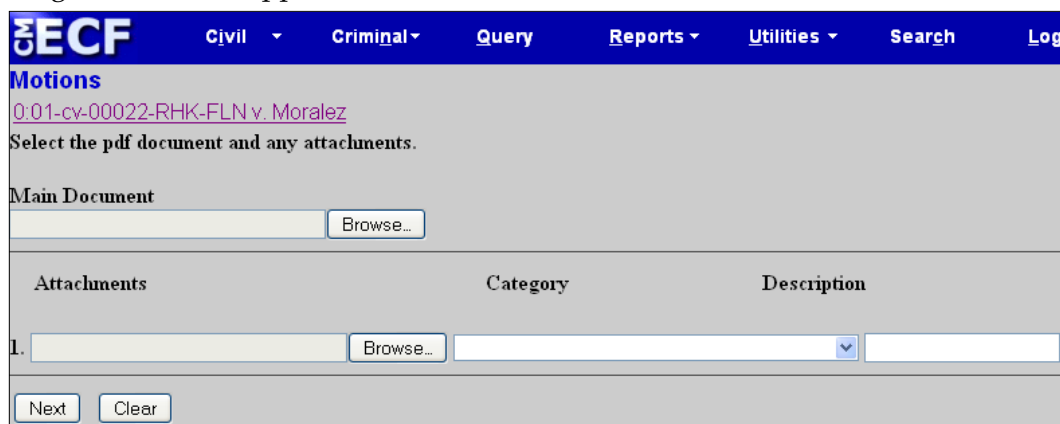 CM ECF Civil Criminal Query Reports Utilities Search Log
Motions
0:01-cv-00022-RHK-FLN v. Moralez
Select the pdf document and any attachments.
Main Document
Browse...
Attachments Category Description
1. Browse...
Next Clear